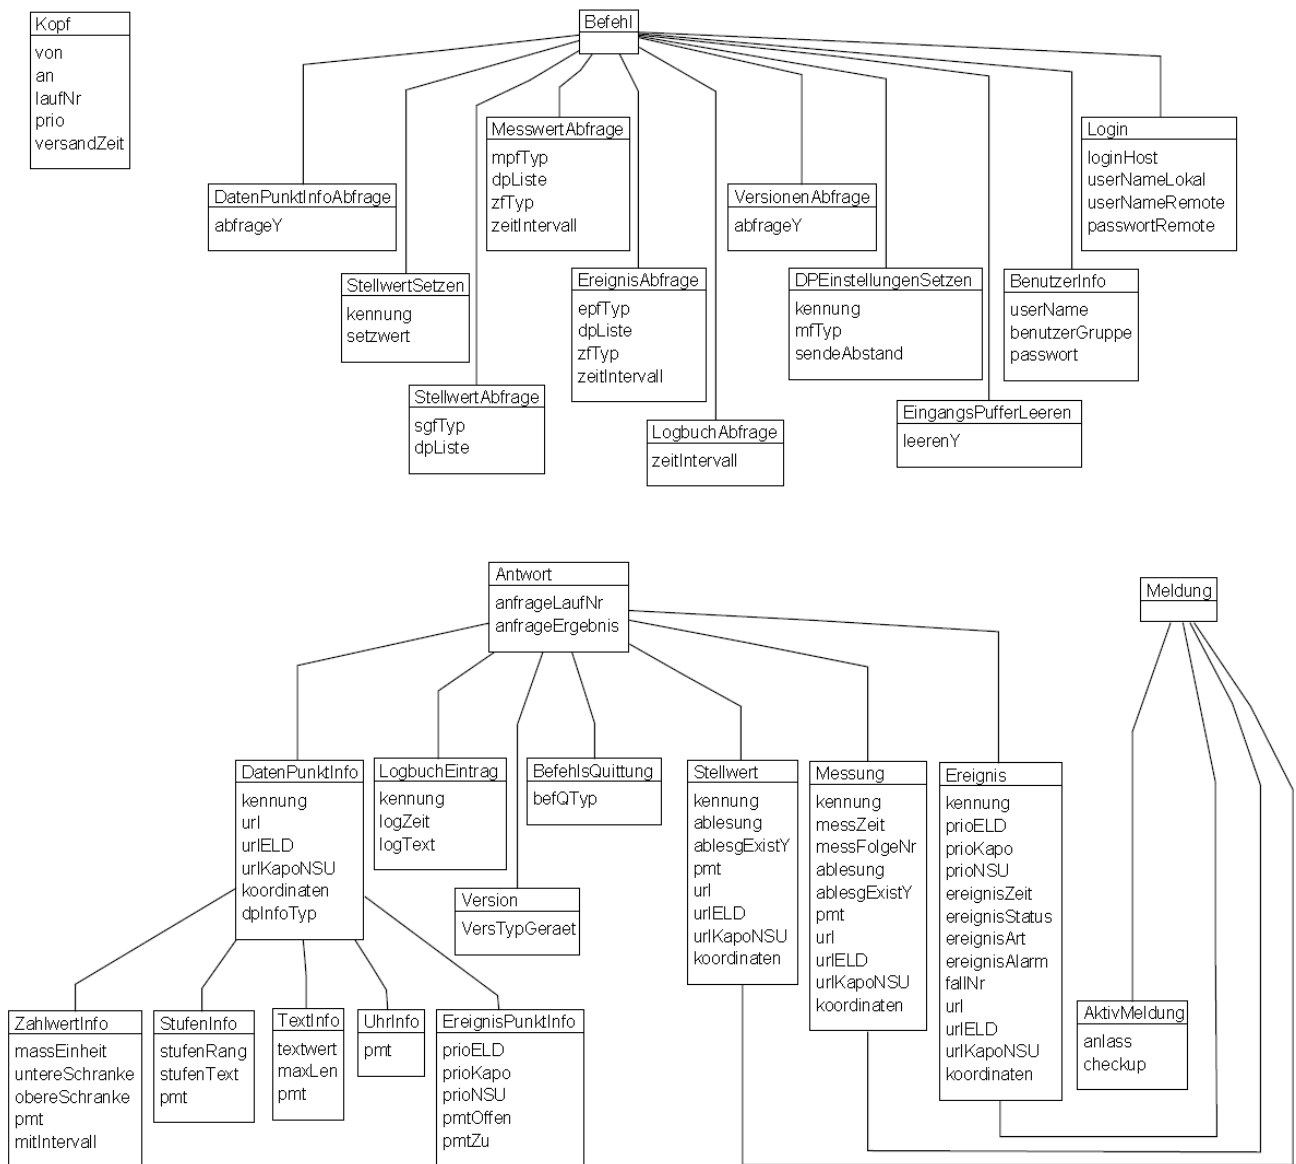 Kopf
von
an
laufNr
prio
versandZeit
Befehl
DatenPunktInfoAbfrage
abfrageY
StellwertSetzen
kennung
setzwert
StellwertAbfrage
sgfTyp
dpListe
MesswertAbfrage
mpfTyp
dpListe
zfTyp
zeitIntervall
EreignisAbfrage
epfTyp
dpListe
zfTyp
zeitIntervall
LogbuchAbfrage
zeitIntervall
VersionenAbfrage
abfrageY
DPEinstellungenSetzen
kennung
mfTyp
sendeAbstand
EingangsPufferLeeren
leerenY
BenutzerInfo
userName
benutzerGruppe
passwort
Login
loginHost
userNameLokal
userNameRemote
passwortRemote
Antwort
anfrageLaufNr
anfrageErgebnis
Meldung
DatenPunktInfo
kennung
url
urlELD
urlKapoNSU
koordinaten
dpInfoTyp
LogbuchEintrag
kennung
logZeit
logText
Version
VersTypGeraet
BefehlsQuittung
befQTyp
Stellwert
kennung
ablesung
ablesgExistY
pmt
url
urlELD
urlKapoNSU
koordinaten
Messung
kennung
messZeit
messFolgeNr
ablesung
ablesgExistY
pmt
url
urlELD
urlKapoNSU
koordinaten
Ereignis
kennung
prioELD
prioKapo
prioNSU
ereignisZeit
ereignisStatus
ereignisArt
ereignisAlarm
fallNr
url
urlELD
urlKapoNSU
koordinaten
AktivMeldung
anlass
checkup
ZahlwertInfo
massEinheit
untereSchranke
obereSchranke
pmt
mitIntervall
StufenInfo
stufenRang
stufenText
pmt
TextInfo
textwert
maxLen
pmt
UhrInfo
pmt
EreignisPunktInfo
prioELD
prioKapo
prioNSU
pmtOffen
pmtZu